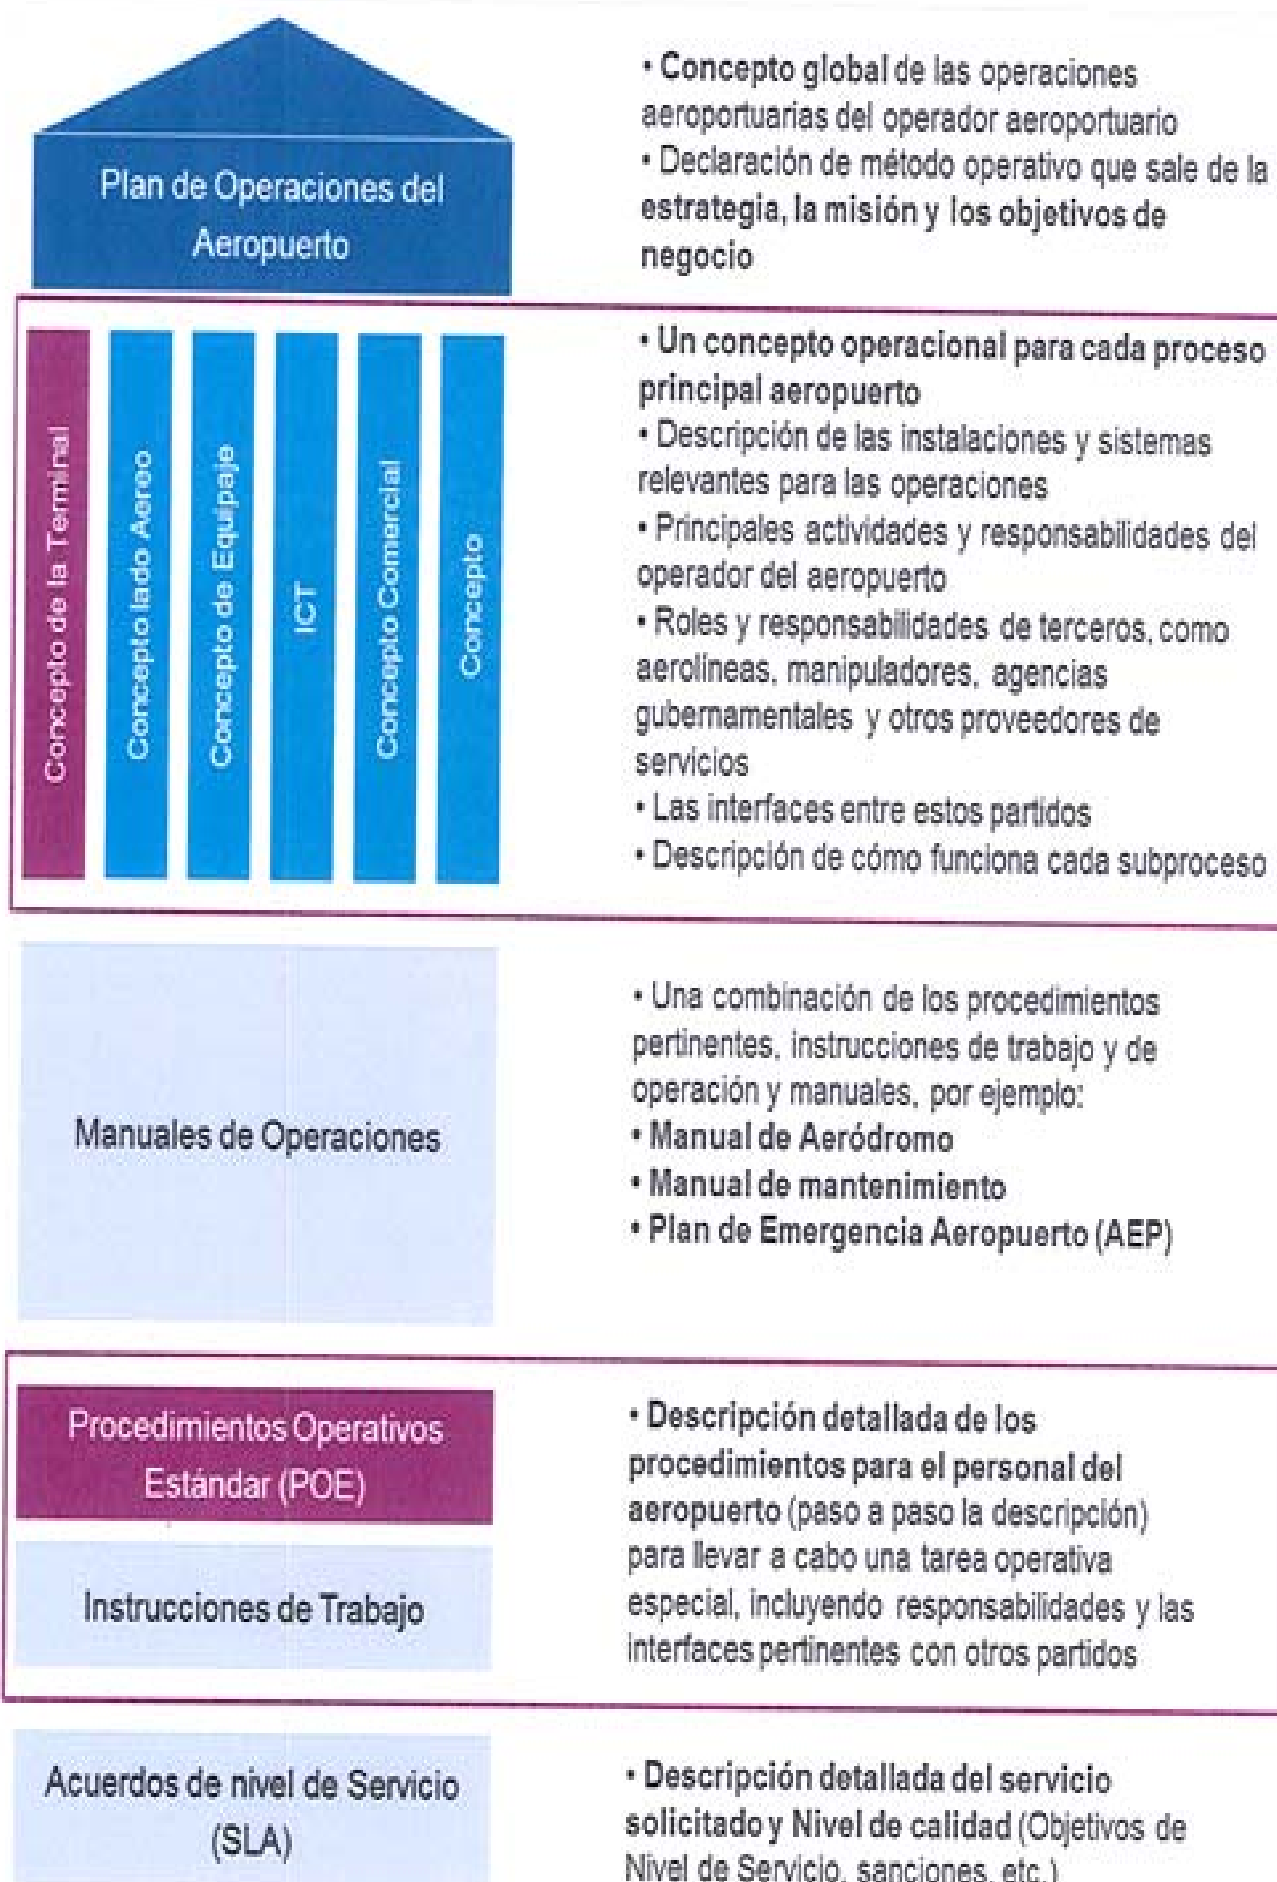 Plan de Operaciones del
Aeropuerto
• Concepto global de las operaciones
aeroportuarias del operador aeroportuario
• Declaración de método operativo que sale de la
estrategia, la misión y los objetivos de
negocio
Concepto de la Terminal
Concepto lado Aereo
Concepto de Equipaje
ICT
Concepto Comercial
Concepto
• Un concepto operacional para cada proceso
principal aeropuerto
• Descripción de las instalaciones y sistemas
relevantes para las operaciones
• Principales actividades y responsabilidades del
operador del aeropuerto
• Roles y responsabilidades de terceros, como
aerolíneas, manipuladores, agencias
gubernamentales y otros proveedores de
servicios
• Las interfaces entre estos partidos
• Descripción de cómo funciona cada subproceso
Manuales de Operaciones
• Una combinación de los procedimientos
pertinentes, instrucciones de trabajo y de
operación y manuales, por ejemplo:
• Manual de Aeródromo
• Manual de mantenimiento
• Plan de Emergencia Aeropuerto (AEP)
Procedimientos Operativos
Estándar (POE)
Instrucciones de Trabajo
• Descripción detallada de los
procedimientos para el personal del
aeropuerto (paso a paso la descripción)
para llevar a cabo una tarea operativa
especial, incluyendo responsabilidades y las
interfaces pertinentes con otros partidos
Acuerdos de nivel de Servicio
(SLA)
• Descripción detallada del servicio
solicitado y Nivel de calidad (Objetivos de
Nivel de Servicio, sanciones, etc.)